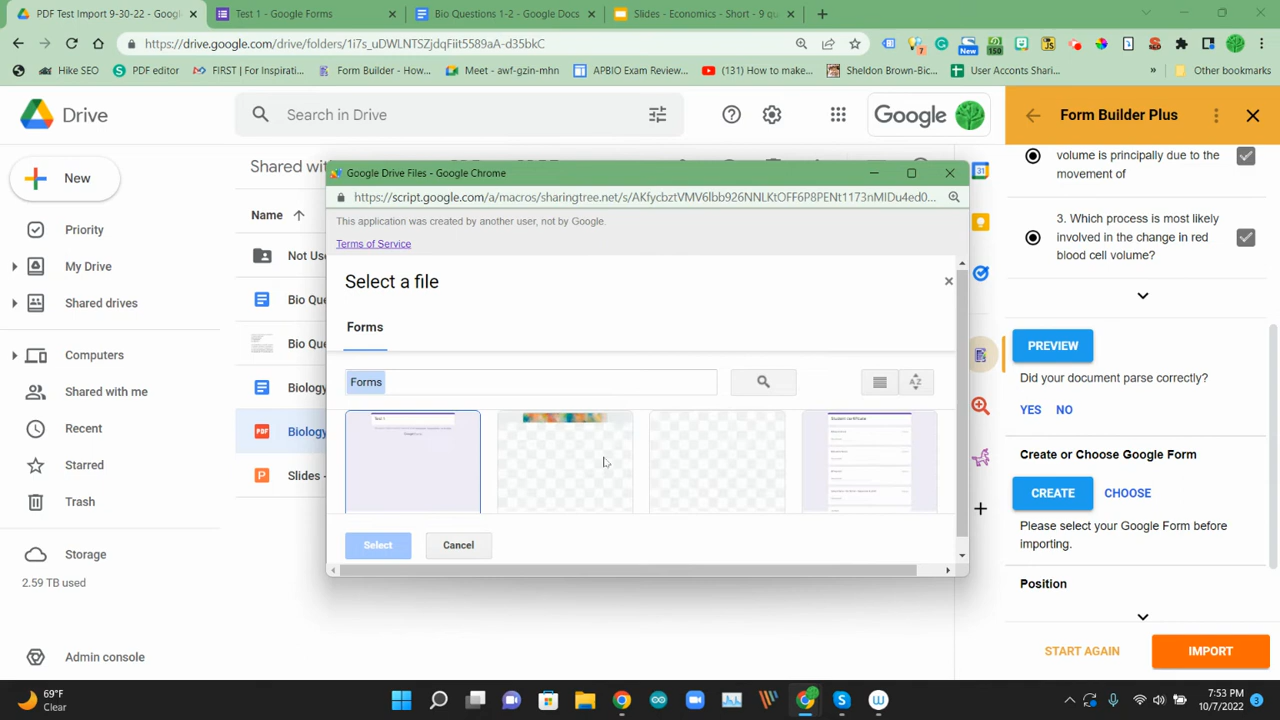 PDF Test Import 9-30-22 - Googl
Test 1 - Google Forms
Bio Questions 1-2 - Google Docs
Slides - Economics - Short - 9 qu
https://drive.google.com/drive/folders/1i7s_uDWLNTSZjdqFiit5589aA-d35bkC
Hike SEO
PDF editor
FIRST | Fotinspirati...
Form Builder - How...
Meet - awf-gzin-mhn
APBIO Exam Review...
(131) How to make...
Sheldon Brown-Bic...
User Acconts Shari...
»
Other bookmarks
Drive
Search in Drive
Google
Form Builder Plus
New
Shared wi
Name
Priority
My Drive
Shared drives
Computers
Shared with me
Recent
Starred
Trash
Storage
2.59 TB used
Admin console
Not Use
Bio Que
Bio Que
Biology
Biology
Slides -
Google Drive Files - Google Chrome
https://script.google.com/a/macros/sharingtree.net/s/AKfycbztVMV6lbb926NNLKtOFF6P8PENt1173nMIDu4ed0...
This application was created by another user, not by Google.
Terms of Service
Select a file
Forms
Forms
Test 1
Select
Cancel
volume is principally due to the
movement of
3. Which process is most likely
involved in the change in red
blood cell volume?
PREVIEW
Did your document parse correctly?
YES NO
Create or Choose Google Form
CREATE CHOOSE
Please select your Google Form before
importing.
Position
START AGAIN
IMPORT
69°F
Clear
7:53 PM
10/7/2022
3